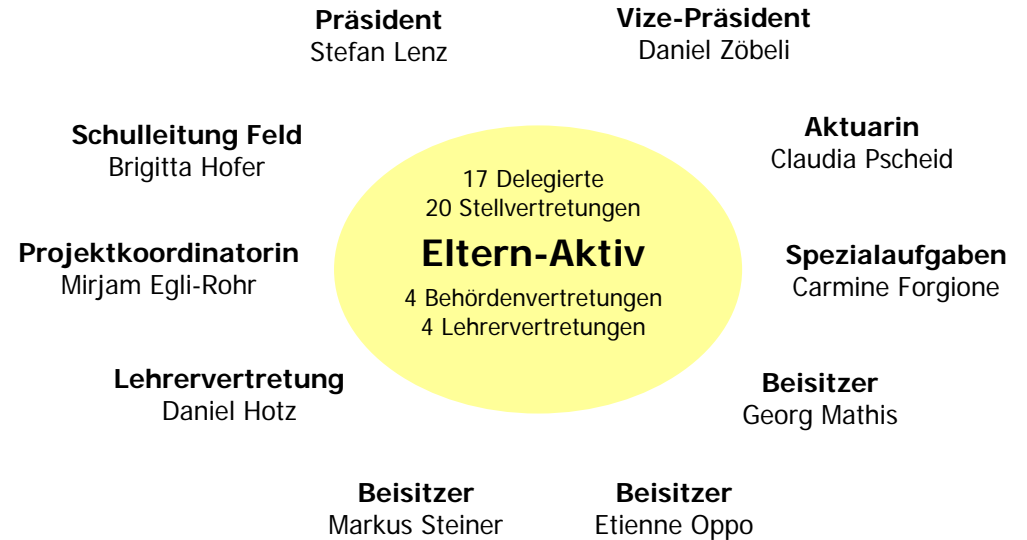 Präsident
Stefan Lenz
Vize-Präsident
Daniel Zöbeli
Schulleitung Feld
Brigitta Hofer
Aktuarin
Claudia Pscheid
17 Delegierte
20 Stellvertretungen
Eltern-Aktiv
4 Behördenvertretungen
4 Lehrervertretungen
Projektkoordinatorin
Mirjam Egli-Rohr
Spezialaufgaben
Carmine Forgione
Lehrervertretung
Daniel Hotz
Beisitzer
Georg Mathis
Beisitzer
Markus Steiner
Beisitzer
Etienne Oppo